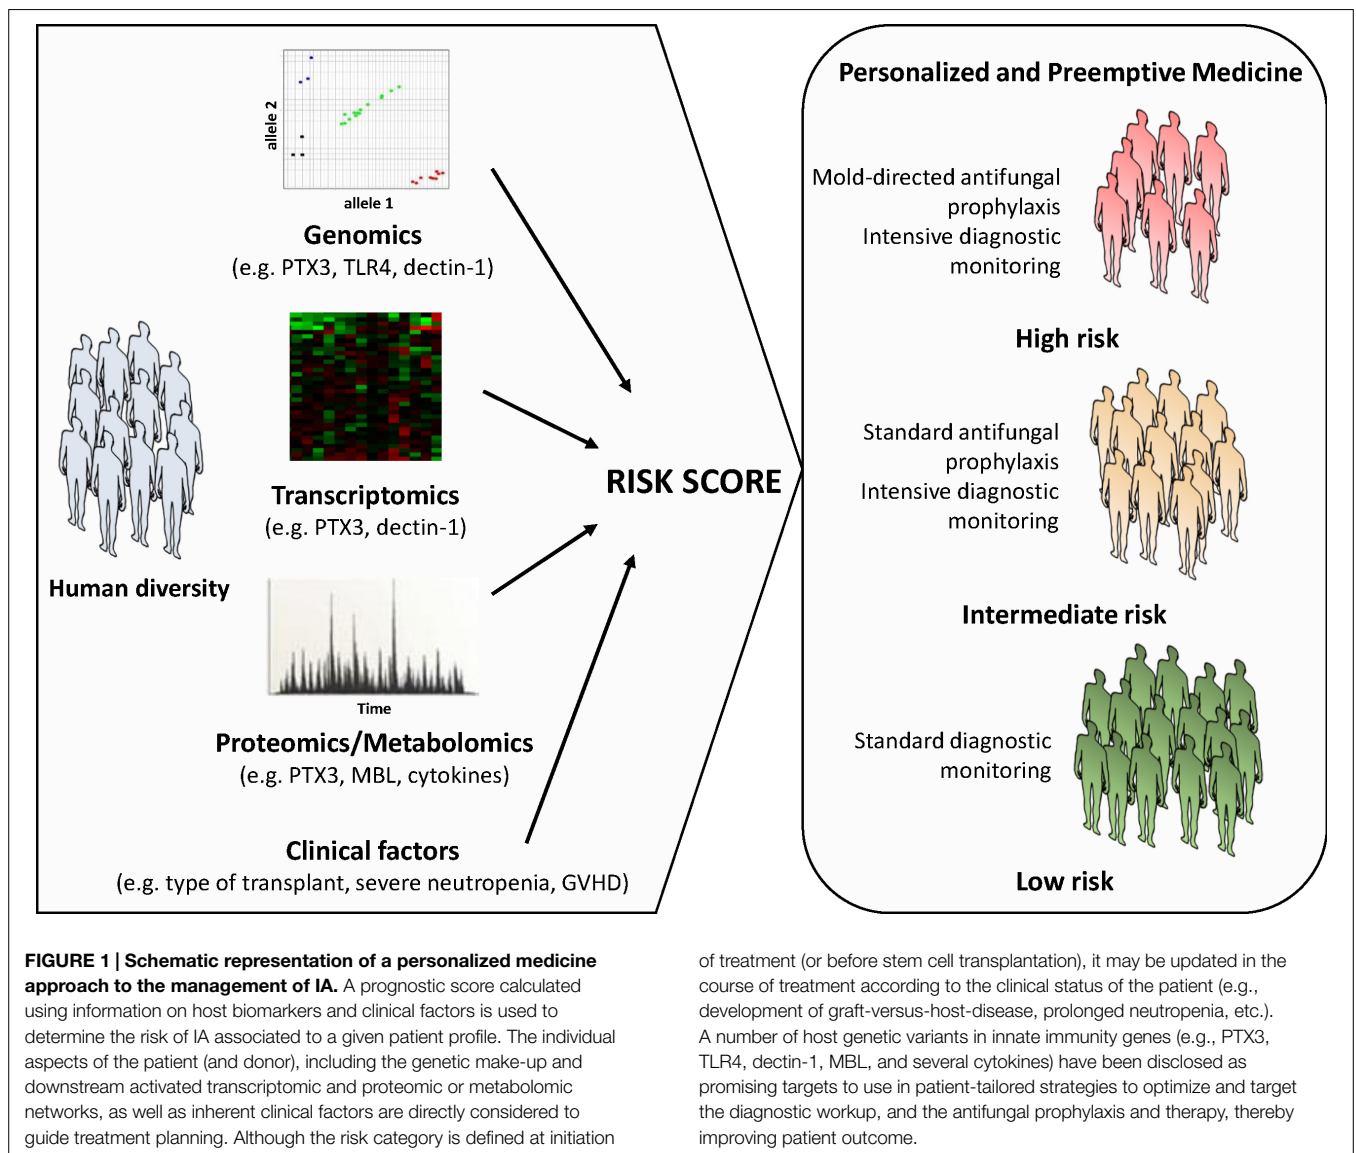 allele 2
allele 1
Genomics
(e.g. PTX3, TLR4, dectin-1)
Transcriptomics
(e.g. PTX3, dectin-1)
Human diversity
Time
Proteomics/Metabolomics
(e.g. PTX3, MBL, cytokines)
Clinical factors
(e.g. type of transplant, severe neutropenia, GVHD)
RISK SCORE
Personalized and Preemptive Medicine
Mold-directed antifungal
prophylaxis
Intensive diagnostic
monitoring
High risk
Standard antifungal
prophylaxis
Intensive diagnostic
monitoring
Intermediate risk
Standard diagnostic
monitoring
Low risk
FIGURE 1 | Schematic representation of a personalized medicine
approach to the management of IA. A prognostic score calculated
using information on host biomarkers and clinical factors is used to
determine the risk of IA associated to a given patient profile. The individual
aspects of the patient (and donor), including the genetic make-up and
downstream activated transcriptomic and proteomic or metabolomic
networks, as well as inherent clinical factors are directly considered to
guide treatment planning. Although the risk category is defined at initiation
of treatment (or before stem cell transplantation), it may be updated in the
course of treatment according to the clinical status of the patient (e.g.,
development of graft-versus-host-disease, prolonged neutropenia, etc.).
A number of host genetic variants in innate immunity genes (e.g., PTX3,
TLR4, dectin-1, MBL, and several cytokines) have been disclosed as
promising targets to use in patient-tailored strategies to optimize and target
the diagnostic workup, and the antifungal prophylaxis and therapy, thereby
improving patient outcome.